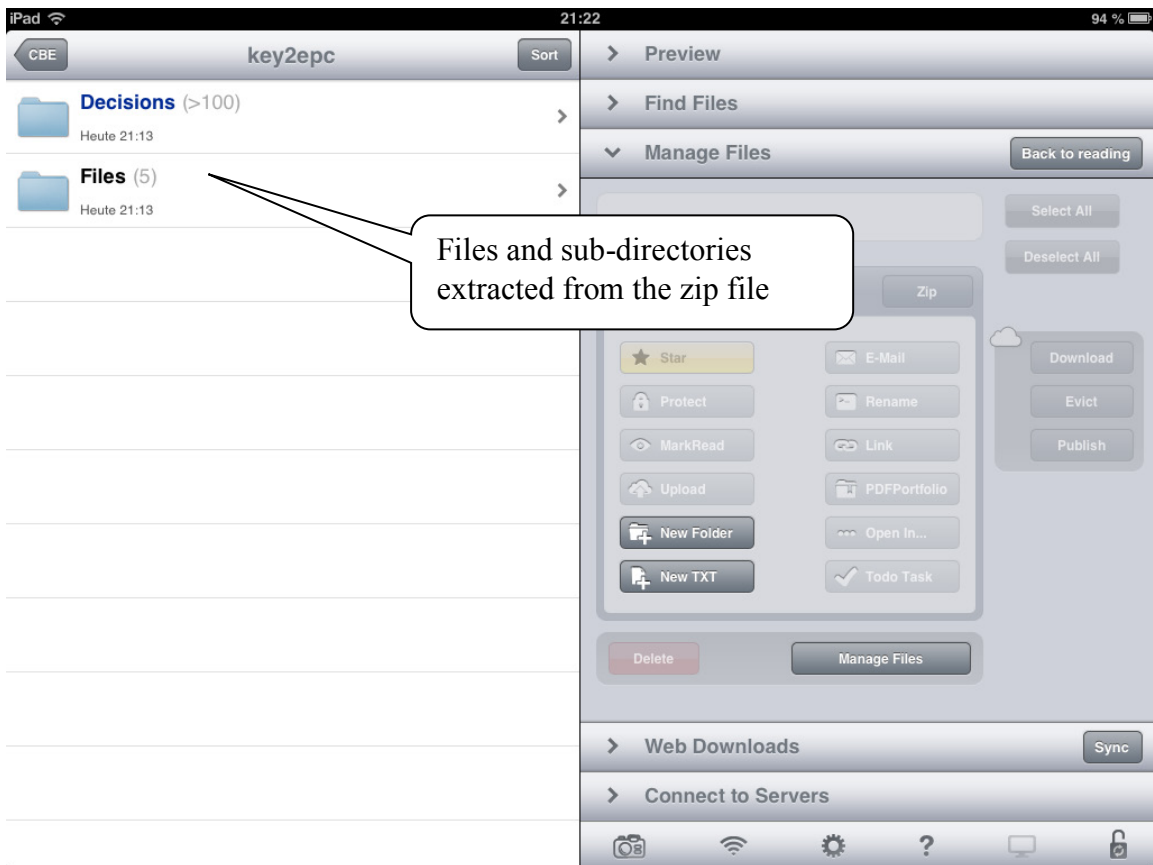 iPad 21:22 94 %
CBE key2epc Sort
Decisions (>100)
Heute 21:13
Files (5)
Heute 21:13
Files and sub-directories
extracted from the zip file
Preview
Find Files
Manage Files Back to reading
Select All
Deselect All
Zip
Star E-Mail Download
Protect Rename Evict
MarkRead Link Publish
Upload PDFPortfolio
New Folder Open In...
New TXT Todo Task
Delete Manage Files
Web Downloads Sync
Connect to Servers
?